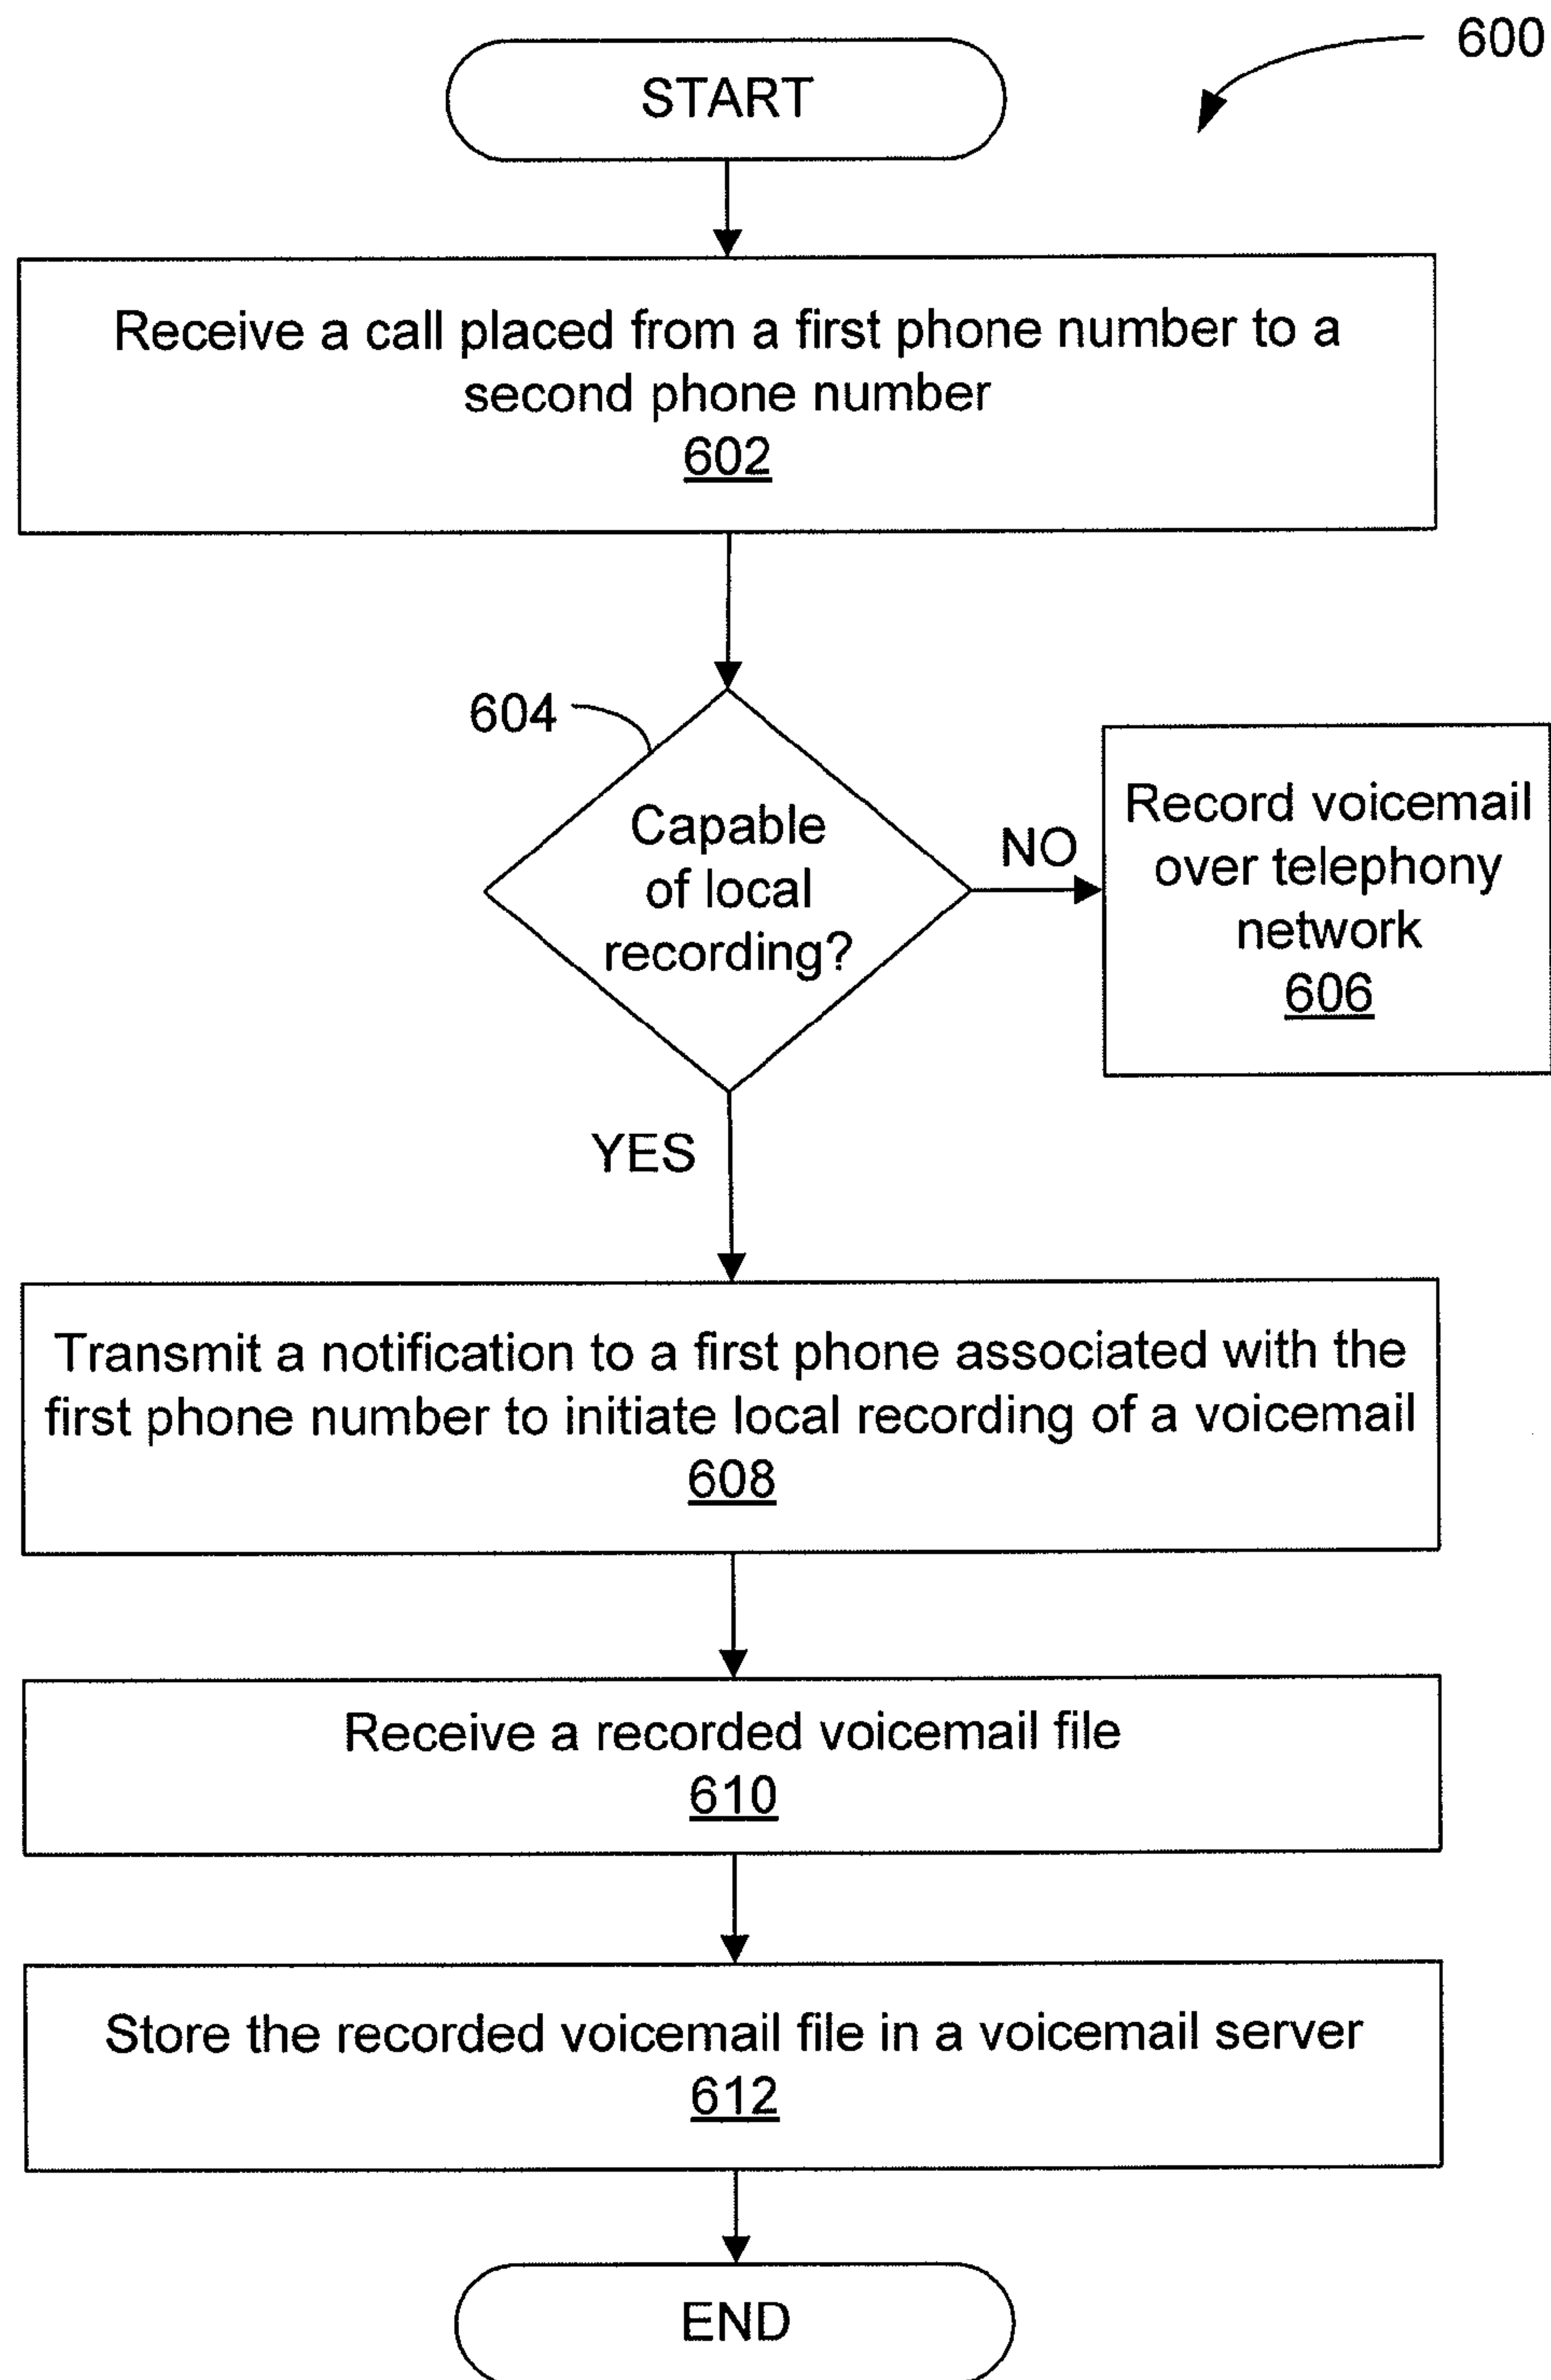 600
START
Receive a call placed from a first phone number to a
second phone number
602
604
Capable
of local
recording?
NO
Record voicemail
over telephony
network
606
YES
Transmit a notification to a first phone associated with the
first phone number to initiate local recording of a voicemail
608
Receive a recorded voicemail file
610
Store the recorded voicemail file in a voicemail server
612
END